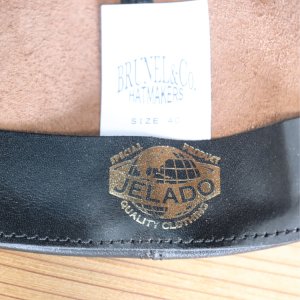 BRUNEL&Co.
HATMAKERS
SIZE 40
SPECIAL PRODUCT
JELADO
QUALITY CLOTHING